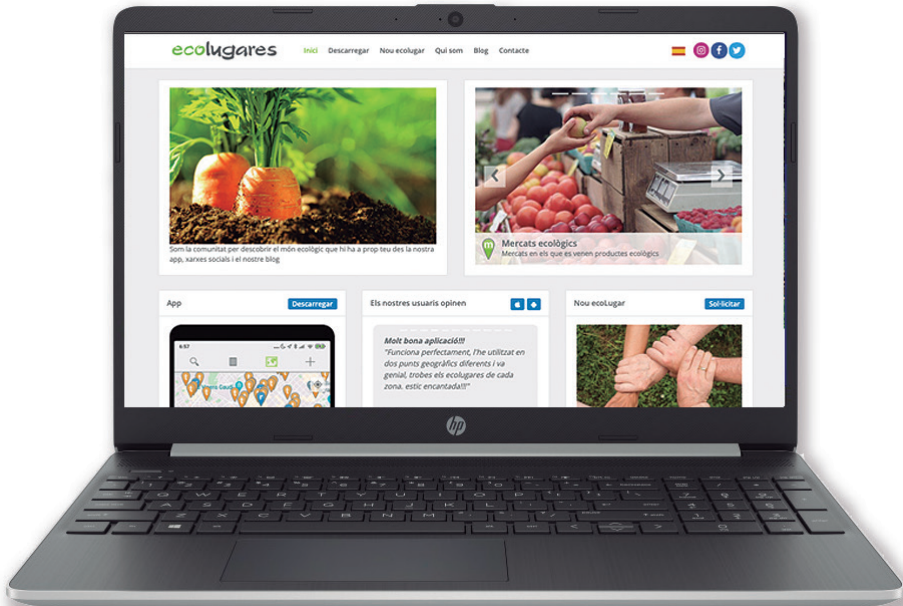 ecolugares
Inici Descarregar Nou ecolugar Qui som Blog Contacte
Som la comunitat per descobrir el món ecològic que hi ha a prop teu des la nostra
app, xarxes socials i el nostre blog
Mercats ecològics
Mercats en els que es venen productes ecològics
App
Descarregar
6:57
Els nostres usuaris opinen
Molt bona aplicació!!!
"Funciona perfectament, l'he utilitzat en
dos punts geogràfics diferents i va
genial, trobes els ecolugares de cada
zona. estic encantada!!!"
Nou ecoLugar
Sol·licitar
hp
Q W E R T Y U I O P
A S D F G H J K L
Z X C V B N M